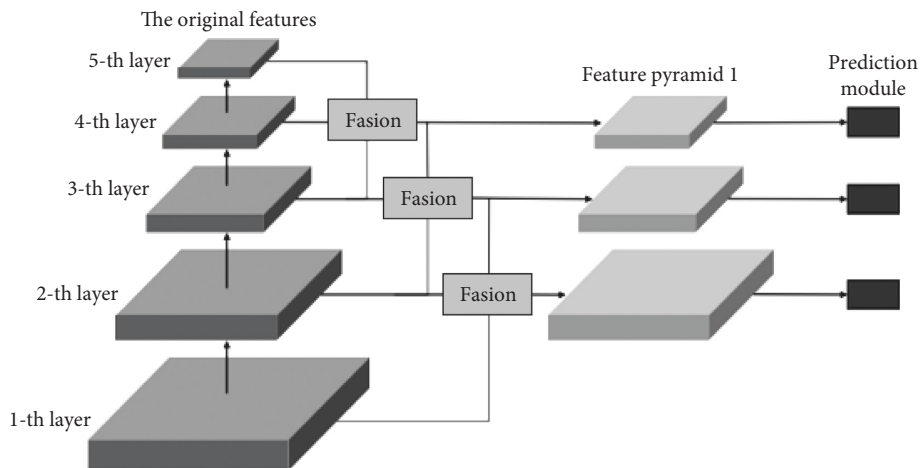 The original features
5-th layer
4-th layer
3-th layer
2-th layer
1-th layer
Fasion
Fasion
Fasion
Feature pyramid 1
Prediction
module